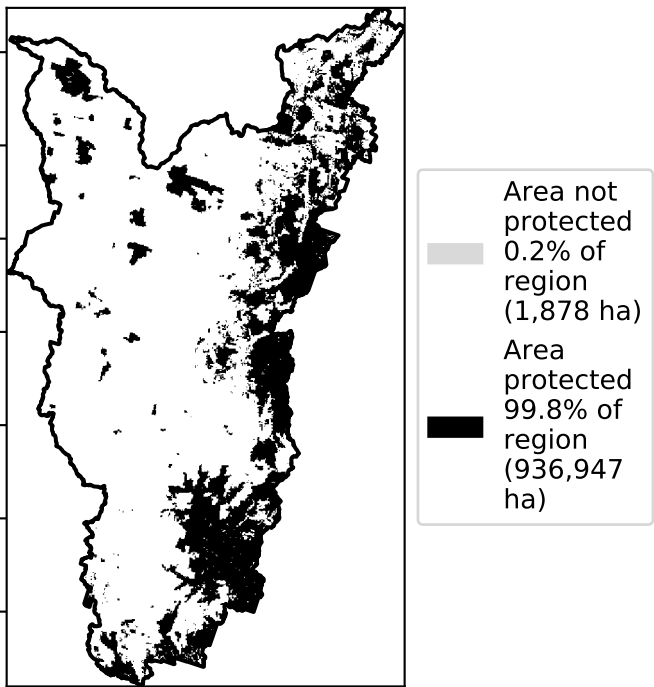 Area not
protected
0.2% of
region
(1,878 ha)
Area
protected
99.8% of
region
(936,947
ha)